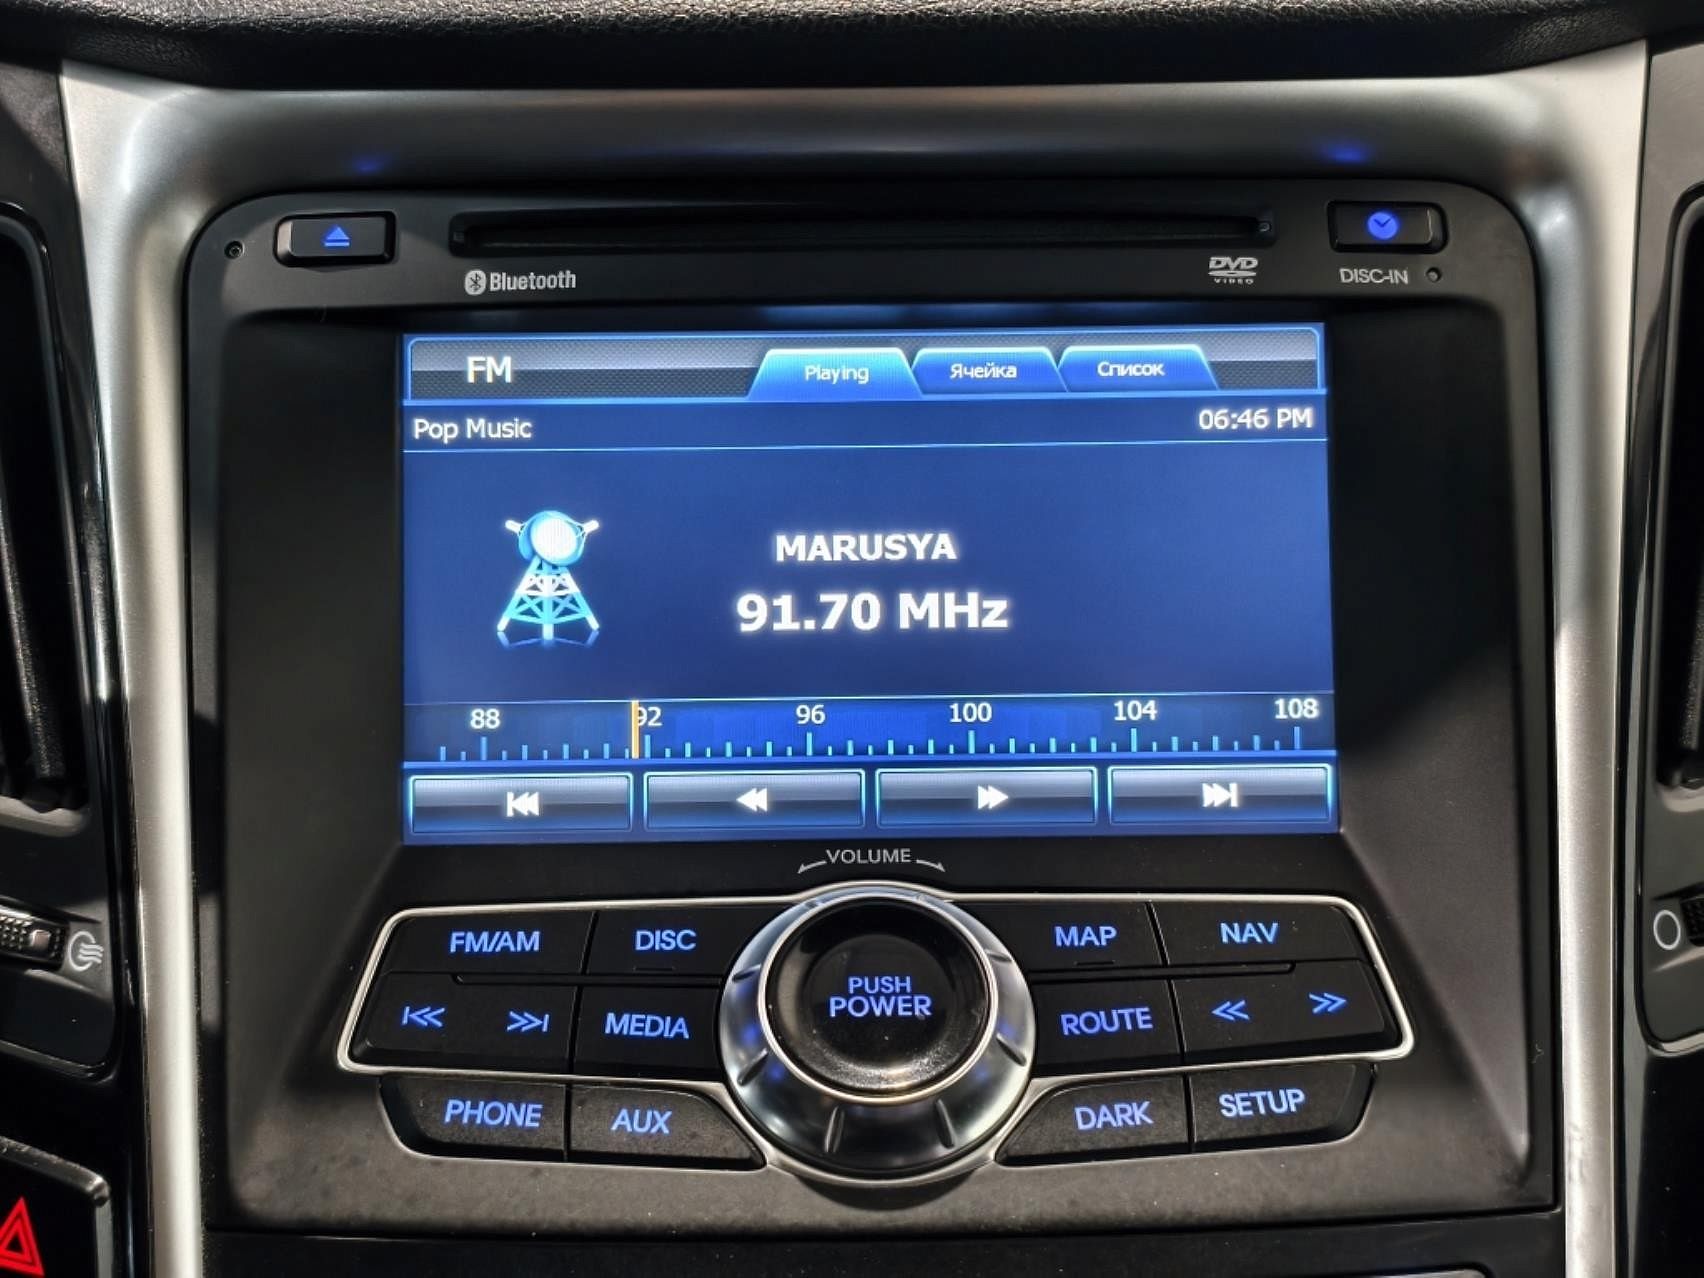 Bluetooth
DVD
VIDEO
DISC-IN
FM
Playing
Ячейка
Список
Pop Music
06:46 PM
MARUSYA
91.70 MHz
88 92 96 100 104 108
VOLUME
FM/AM
DISC
MAP
NAV
MEDIA
PUSH
POWER
ROUTE
PHONE
AUX
DARK
SETUP